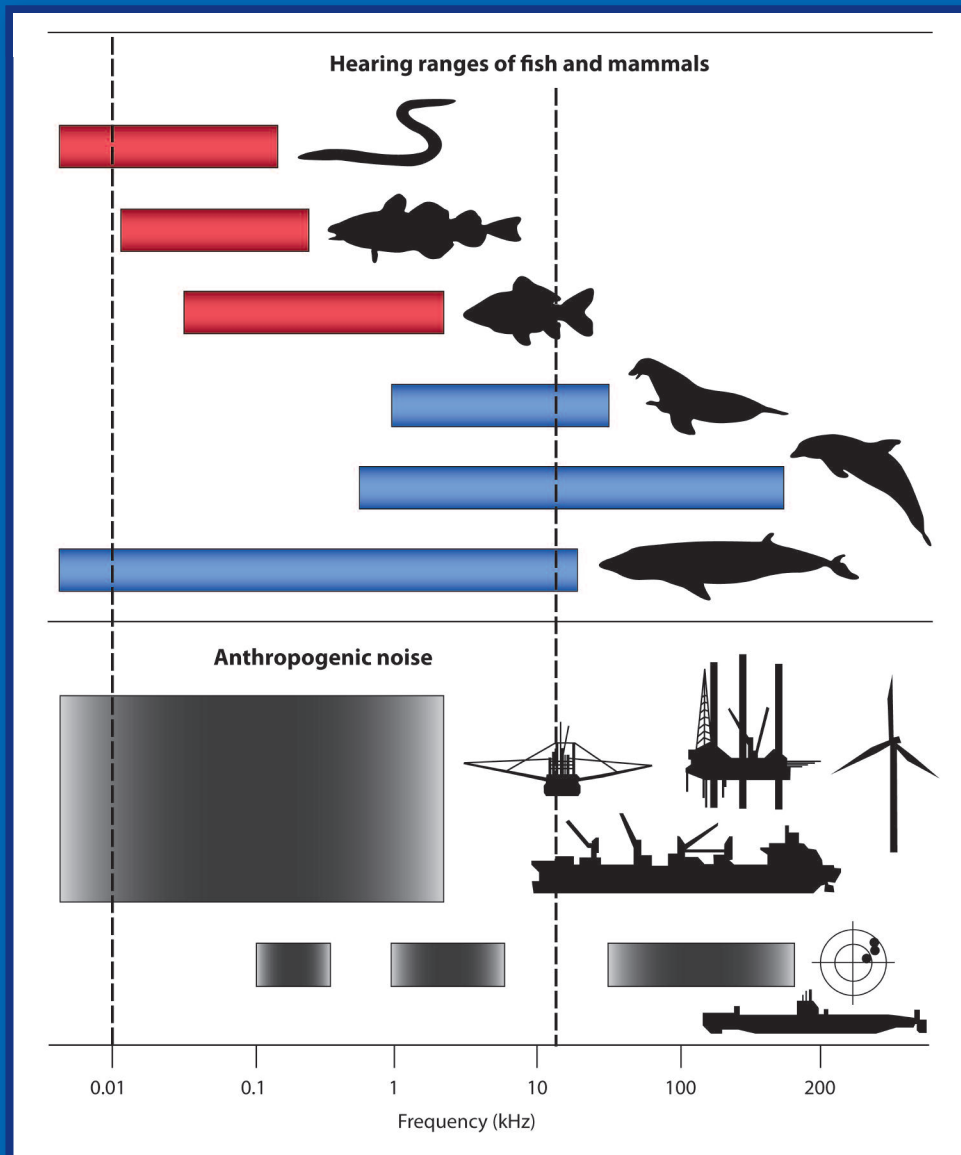 Hearing ranges of fish and mammals
Anthropogenic noise
0.01 0.1 1 10 100 200
Frequency (kHz)